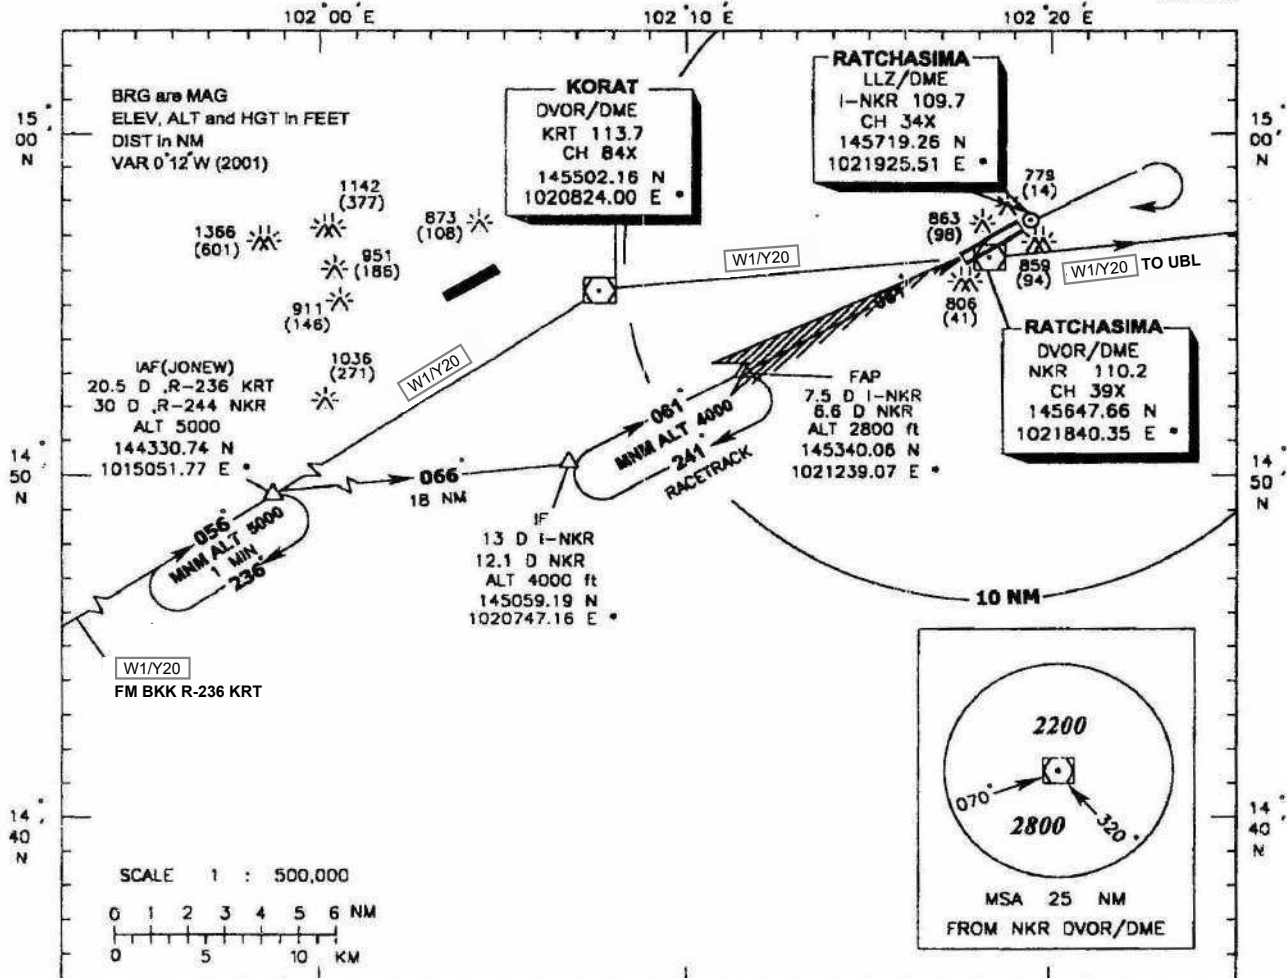 102°00'E
102°10'E
102°20'E
BRG are MAG
ELEV, ALT and HGT in FEET
DIST in NM
VAR 0°12'W (2001)
KORAT
DVOR/DME
KRT 113.7
CH 84X
145502.16 N
1020824.00 E *
RATCHASIMA
LLZ/DME
I-NKR 109.7
CH 34X
145719.26 N
1021925.51 E *
15°
00'
N
15°
00'
N
1142
(377)
1366
(601)
873
(108)
951
(186)
911
(146)
1036
(271)
779
(14)
863
(98)
859
(94)
806
(41)
W1/Y20
W1/Y20 TO UBL
W1/Y20
RATCHASIMA
DVOR/DME
NKR 110.2
CH 39X
145647.66 N
1021840.35 E *
IAF(JONEW)
20.5 D .R-236 KRT
30 D .R-244 NKR
ALT 5000
144330.74 N
1015051.77 E *
FAP
7.5 D I-NKR
6.6 D NKR
ALT 2800 ft
145340.06 N
1021239.07 E *
061°
MNM ALT 4000
241°
RACETRACK
14°
50'
N
14°
50'
N
066°
18 NM
056°
MNM ALT 5000
1 MIN
236°
IF
13 D I-NKR
12.1 D NKR
ALT 4000 ft
145059.19 N
1020747.16 E *
10 NM
W1/Y20
FM BKK R-236 KRT
2200
070°
2800
320°
MSA 25 NM
FROM NKR DVOR/DME
14°
40'
N
14°
40'
N
SCALE 1 : 500,000
0 1 2 3 4 5 6 NM
0 5 10 KM